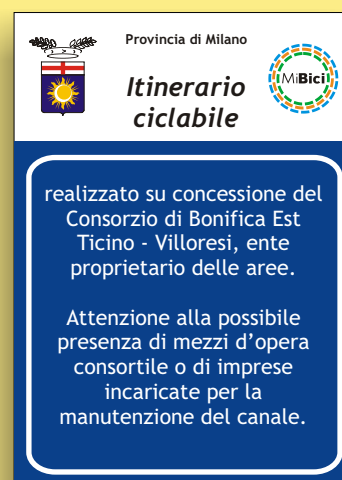 Provincia di Milano
Itinerario
ciclabile
MiBici
realizzato su concessione del
Consorzio di Bonifica Est
Ticino - Villoresi, ente
proprietario delle aree.
Attenzione alla possibile
presenza di mezzi d’opera
consortile o di imprese
incaricate per la
manutenzione del canale.